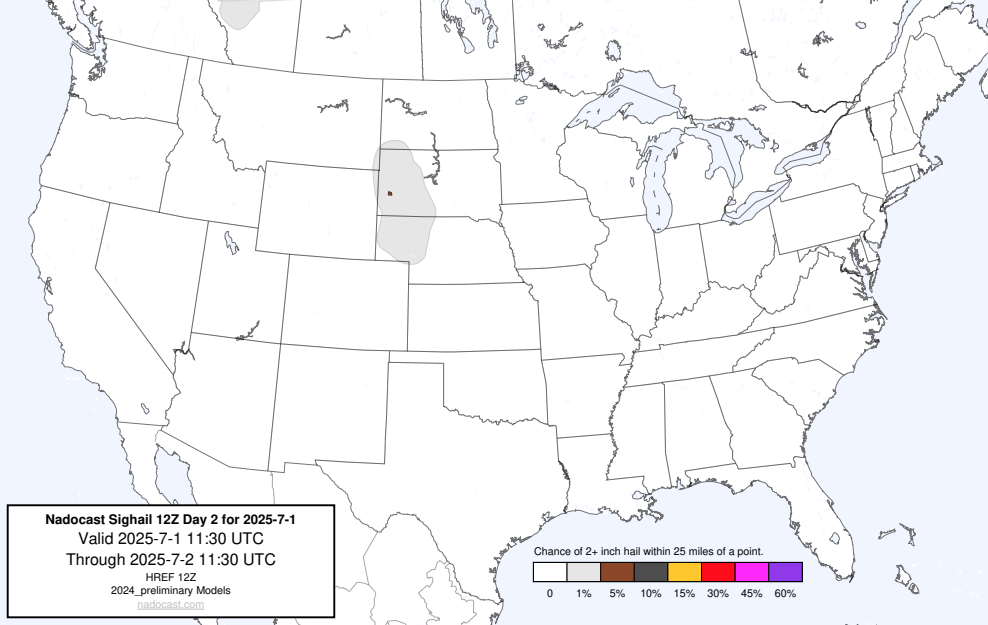 Nadocast Sighail 12Z Day 2 for 2025-7-1
Valid 2025-7-1 11:30 UTC
Through 2025-7-2 11:30 UTC
HREF 12Z
2024_preliminary Models
nadocast.com
Chance of 2+ inch hail within 25 miles of a point.
0 1% 5% 10% 15% 30% 45% 60%